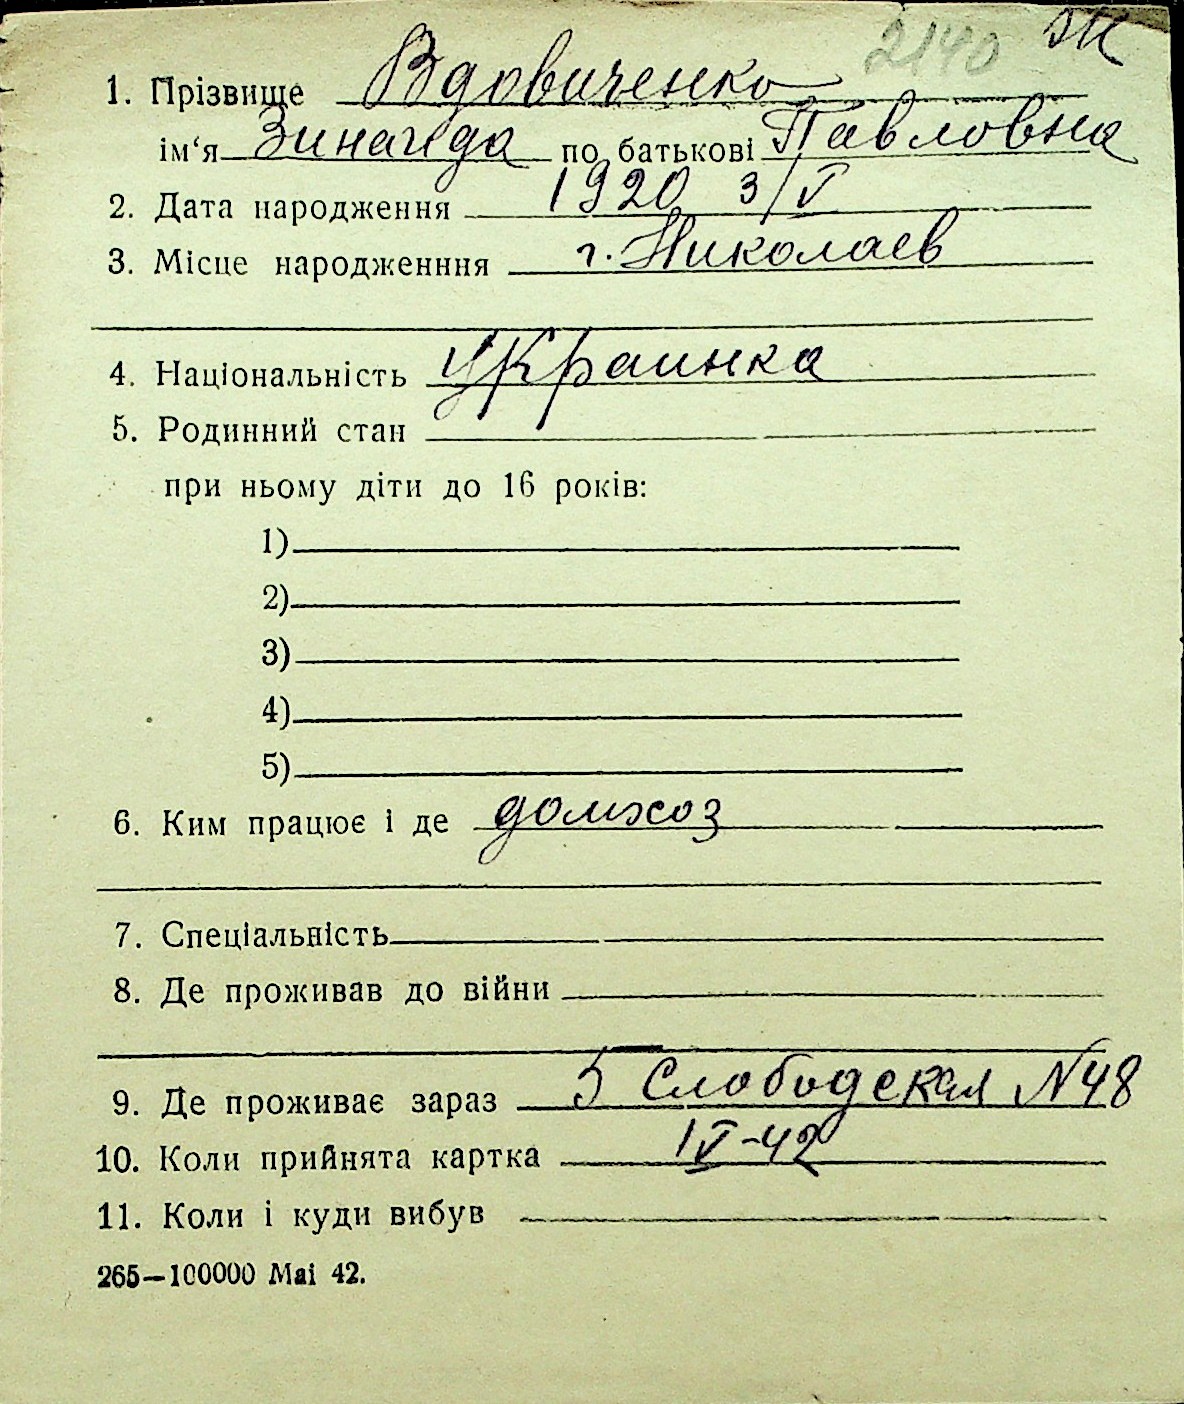 2140 Ж
1. Прізвище Вдовиченко
ім'я Зинаида по батькові Павловна
2. Дата народження 1920 3/V
3. Місце народженння г. Николаев
4. Національність Украинка
5. Родинний стан
при ньому діти до 16 років:
1)
2)
3)
4)
5)
6. Ким працює і де домхоз
7. Спеціальність
8. Де проживав до війни
9. Де проживає зараз 5 Слободская N 48
10. Коли прийнята картка IV-42
11. Коли і куди вибув
265—100000 Mai 42.